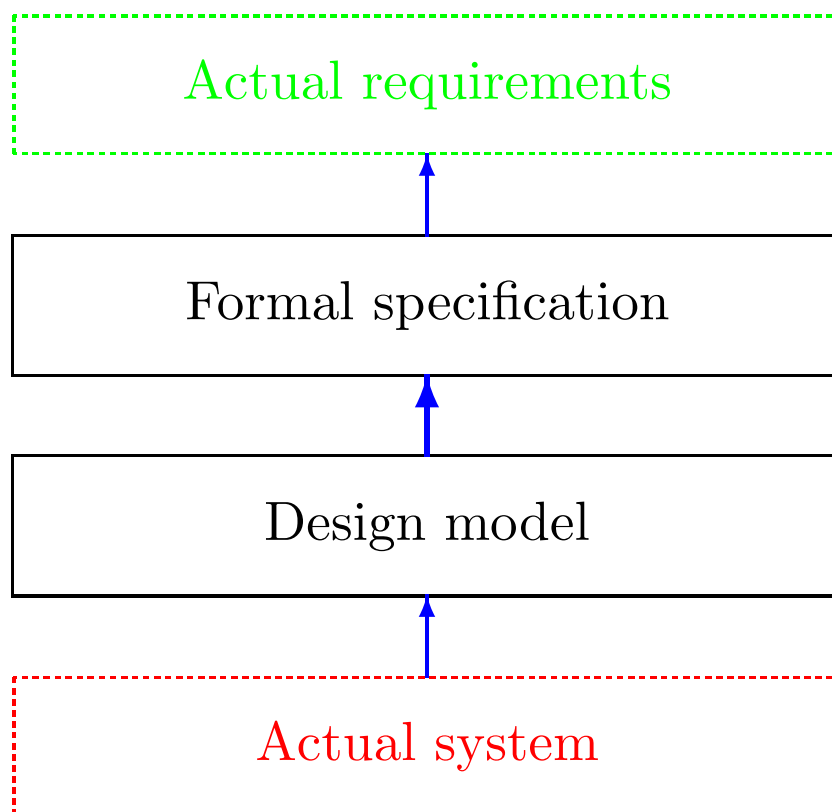 Actual requirements
Formal specification
Design model
Actual system